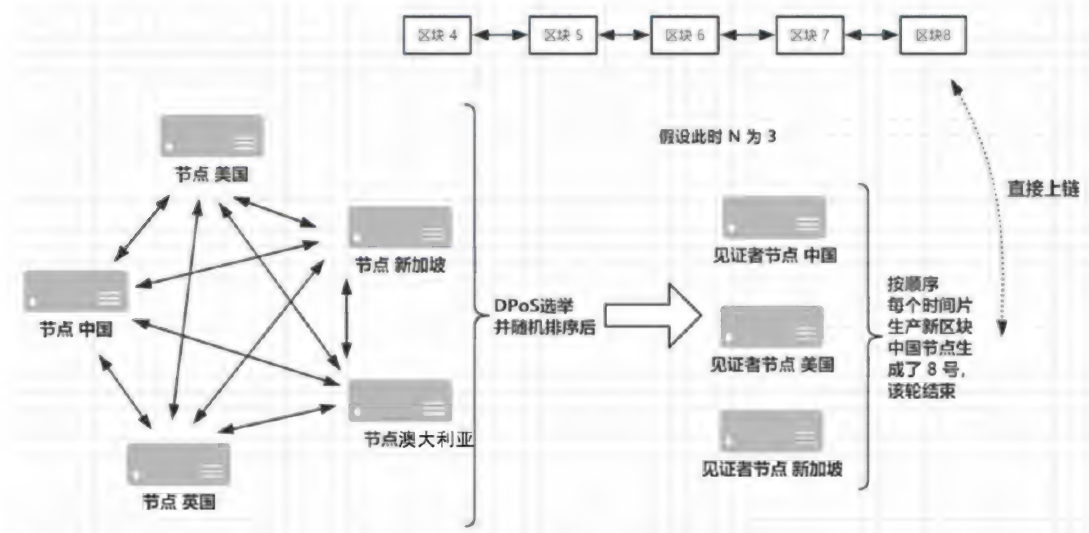 区块 4
区块 5
区块 6
区块 7
区块8
假设此时 N 为 3
节点 美国
直接上链
节点 新加坡
见证者节点 中国
节点 中国
DPoS选举
并随机排序后
按顺序
每个时间片
生产新区块
中国节点生
成了 8 号,
该轮结束
见证者节点 美国
节点澳大利亚
见证者节点 新加坡
节点 英国